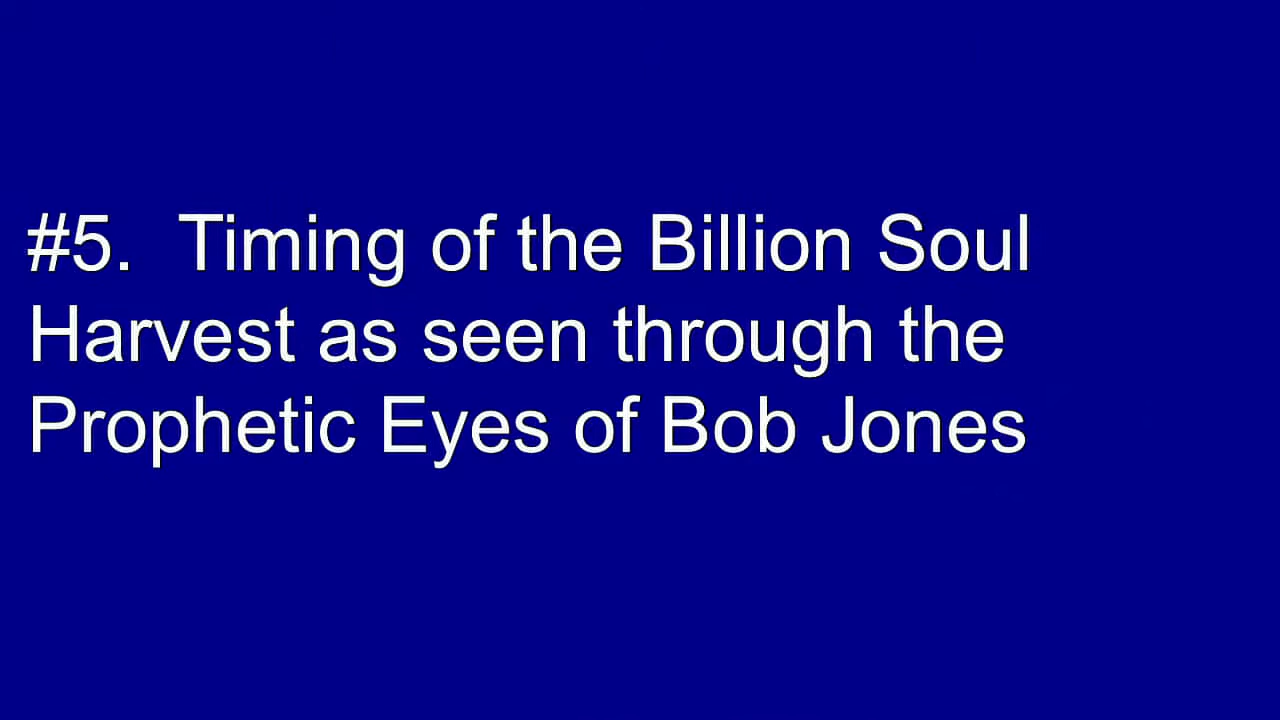 #5.  Timing of the Billion Soul
Harvest as seen through the
Prophetic Eyes of Bob Jones